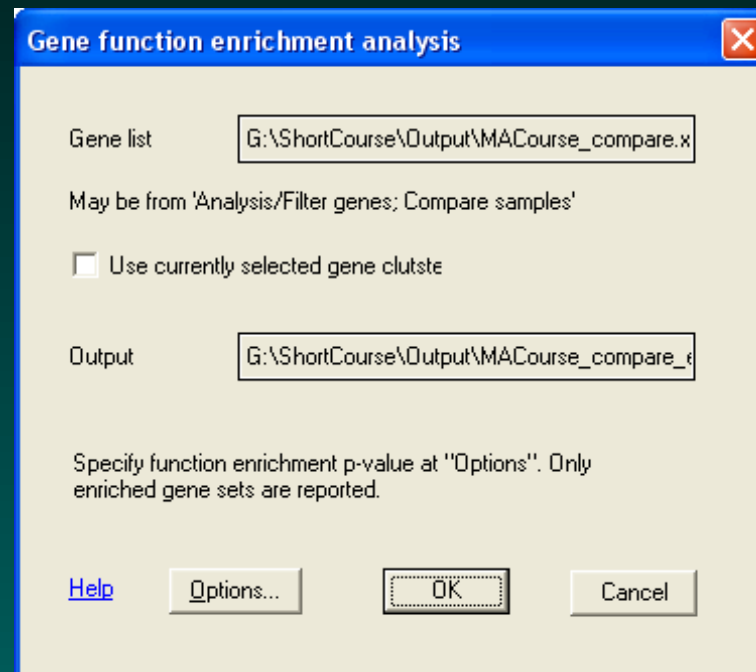 Gene function enrichment analysis
Gene list G:\ShortCourse\Output\MACourse_compare.x
May be from 'Analysis/Filter genes; Compare samples'
Use currently selected gene clutste
Output G:\ShortCourse\Output\MACourse_compare_e
Specify function enrichment p-value at "Options". Only
enriched gene sets are reported.
Help Options... OK Cancel